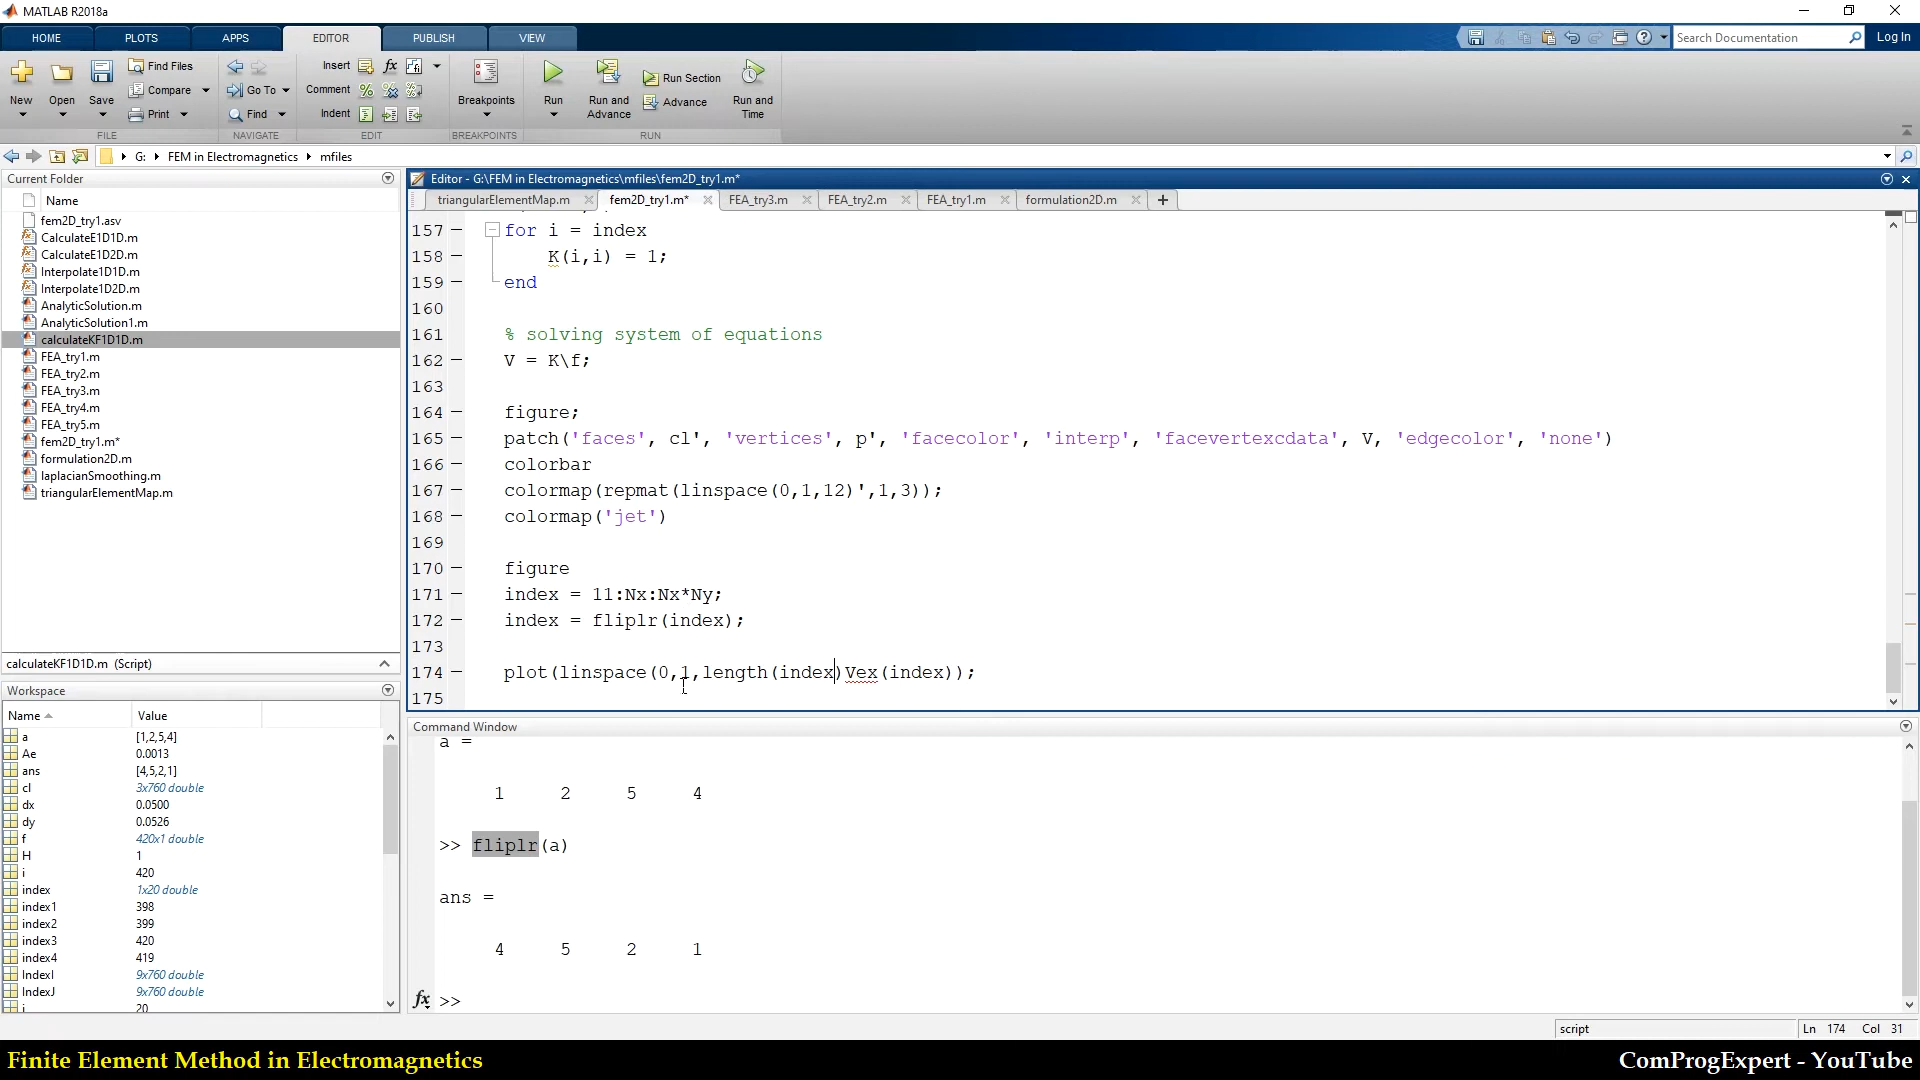 MATLAB R2018a
HOME PLOTS APPS EDITOR PUBLISH VIEW
Search Documentation
Log In
New
Open
Save
Find Files
Compare
Print
FILE
Go To
Find
NAVIGATE
Insert
fx
Comment
Indent
EDIT
Breakpoints
BREAKPOINTS
Run
Run and Advance
Run Section
Advance
Run and Time
RUN
G: FEM in Electromagnetics mfiles
Current Folder
Name
fem2D_try1.asv
CalculateE1D1D.m
CalculateE1D2D.m
Interpolate1D1D.m
Interpolate1D2D.m
AnalyticSolution.m
AnalyticSolution1.m
calculateKF1D1D.m
FEA_try1.m
FEA_try2.m
FEA_try3.m
FEA_try4.m
FEA_try5.m
fem2D_try1.m*
formulation2D.m
laplacianSmoothing.m
triangularElementMap.m
calculateKF1D1D.m (Script)
Workspace
Name Value
a [1,2,5,4]
Ae 0.0013
ans [4,5,2,1]
cl 3x760 double
dx 0.0500
dy 0.0526
f 420x1 double
H 1
i 420
index 1x20 double
index1 398
index2 399
index3 420
index4 419
IndexI 9x760 double
IndexJ 9x760 double
Editor - G:\FEM in Electromagnetics\mfiles\fem2D_try1.m*
triangularElementMap.m fem2D_try1.m* FEA_try3.m FEA_try2.m FEA_try1.m formulation2D.m
157 for i = index
158 K(i,i) = 1;
159 end
160
161 % solving system of equations
162 V = K\f;
163
164 figure;
165 patch('faces', cl', 'vertices', p', 'facecolor', 'interp', 'facevertexcdata', V, 'edgecolor', 'none')
166 colorbar
167 colormap(repmat(linspace(0,1,12)',1,3));
168 colormap('jet')
169
170 figure
171 index = 11:Nx:Nx*Ny;
172 index = fliplr(index);
173
174 plot(linspace(0,1,length(index)Vex(index));
175
Command Window
a =
1 2 5 4
>> fliplr(a)
ans =
4 5 2 1
fx >>
script
Ln 174 Col 31
Finite Element Method in Electromagnetics
ComProgExpert - YouTube